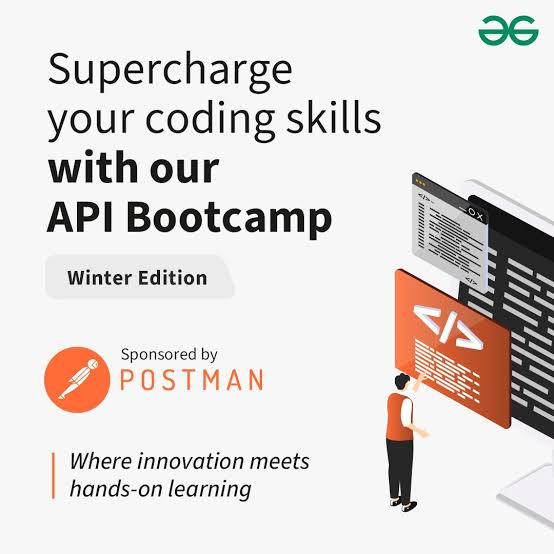 Supercharge
your coding skills
with our
API Bootcamp
Winter Edition
Sponsored by
POSTMAN
Where innovation meets
hands-on learning
</>
</>
</>